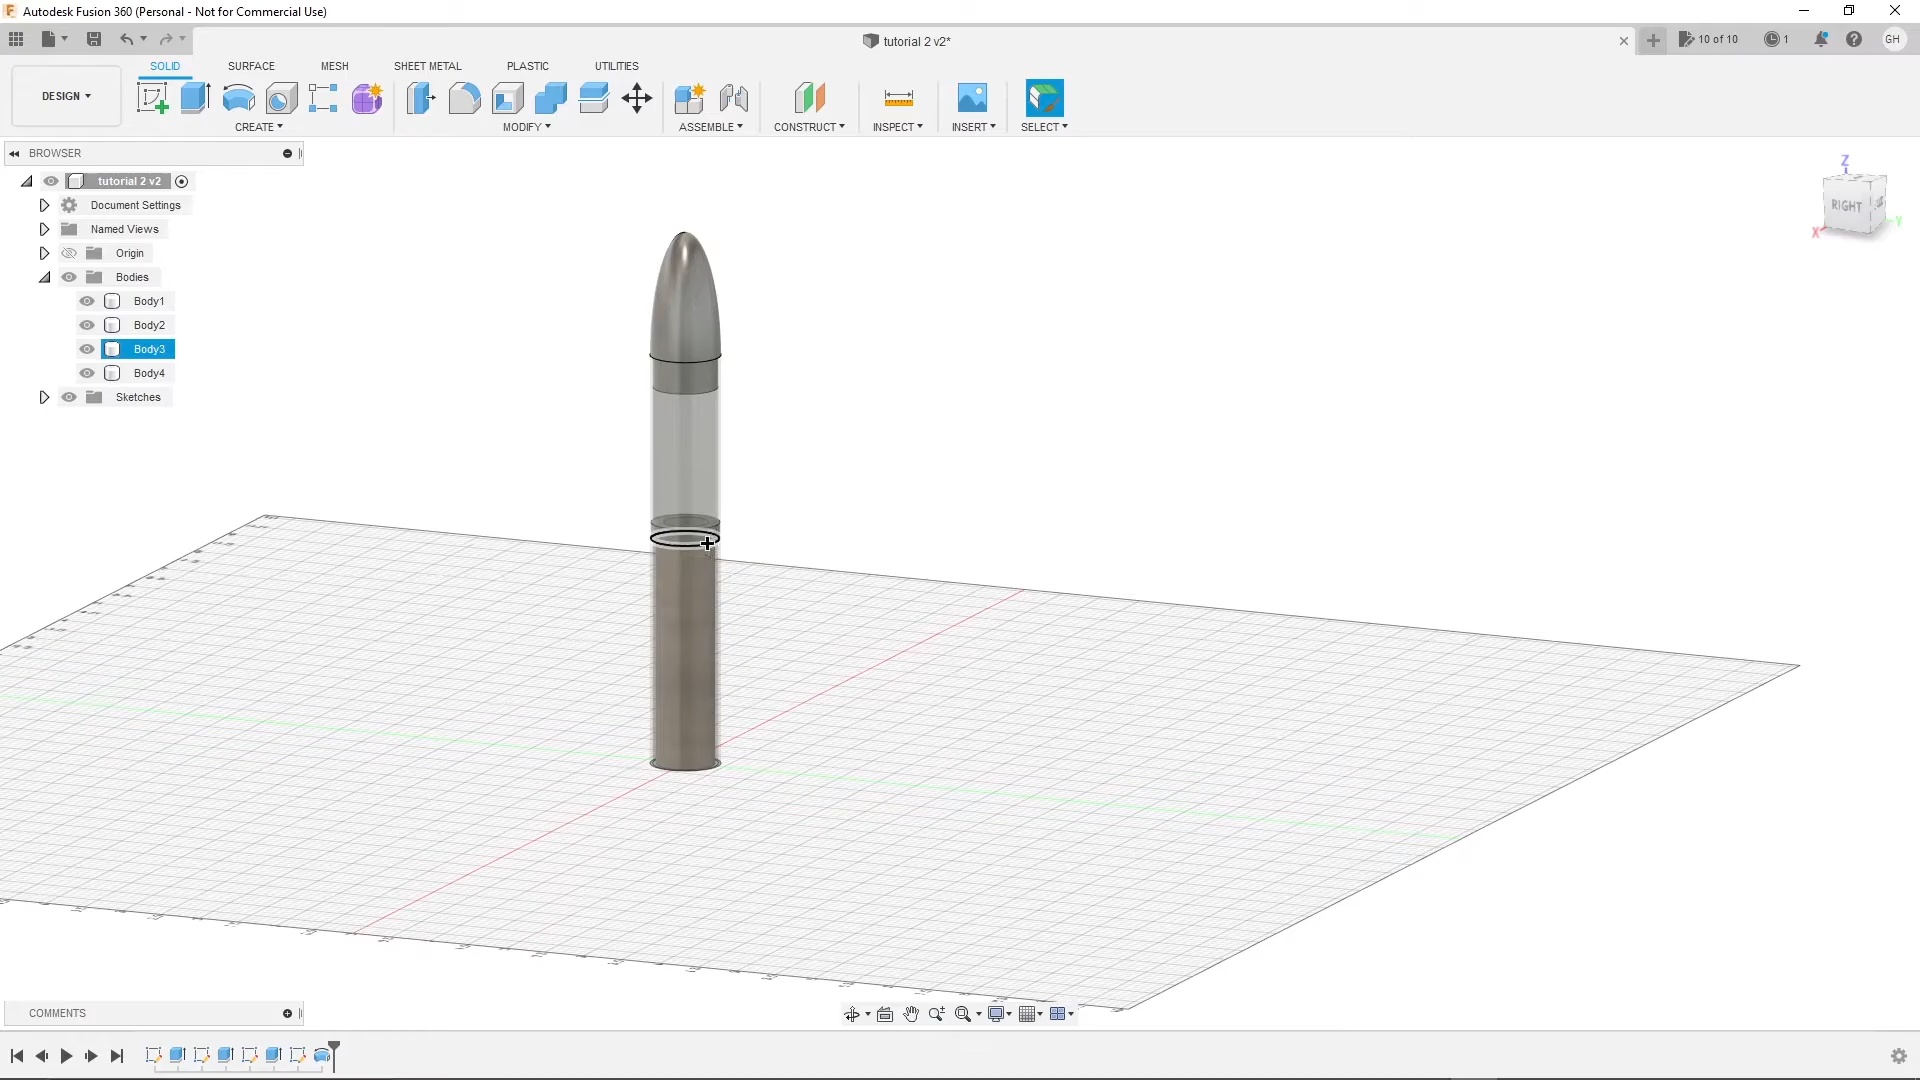 Autodesk Fusion 360 (Personal - Not for Commercial Use)
tutorial 2 v2*
10 of 10
1
GH
DESIGN
SOLID
SURFACE
MESH
SHEET METAL
PLASTIC
UTILITIES
CREATE
MODIFY
ASSEMBLE
CONSTRUCT
INSPECT
INSERT
SELECT
BROWSER
tutorial 2 v2
Document Settings
Named Views
Origin
Bodies
Body1
Body2
Body3
Body4
Sketches
Z
RIGHT
X
Y
COMMENTS